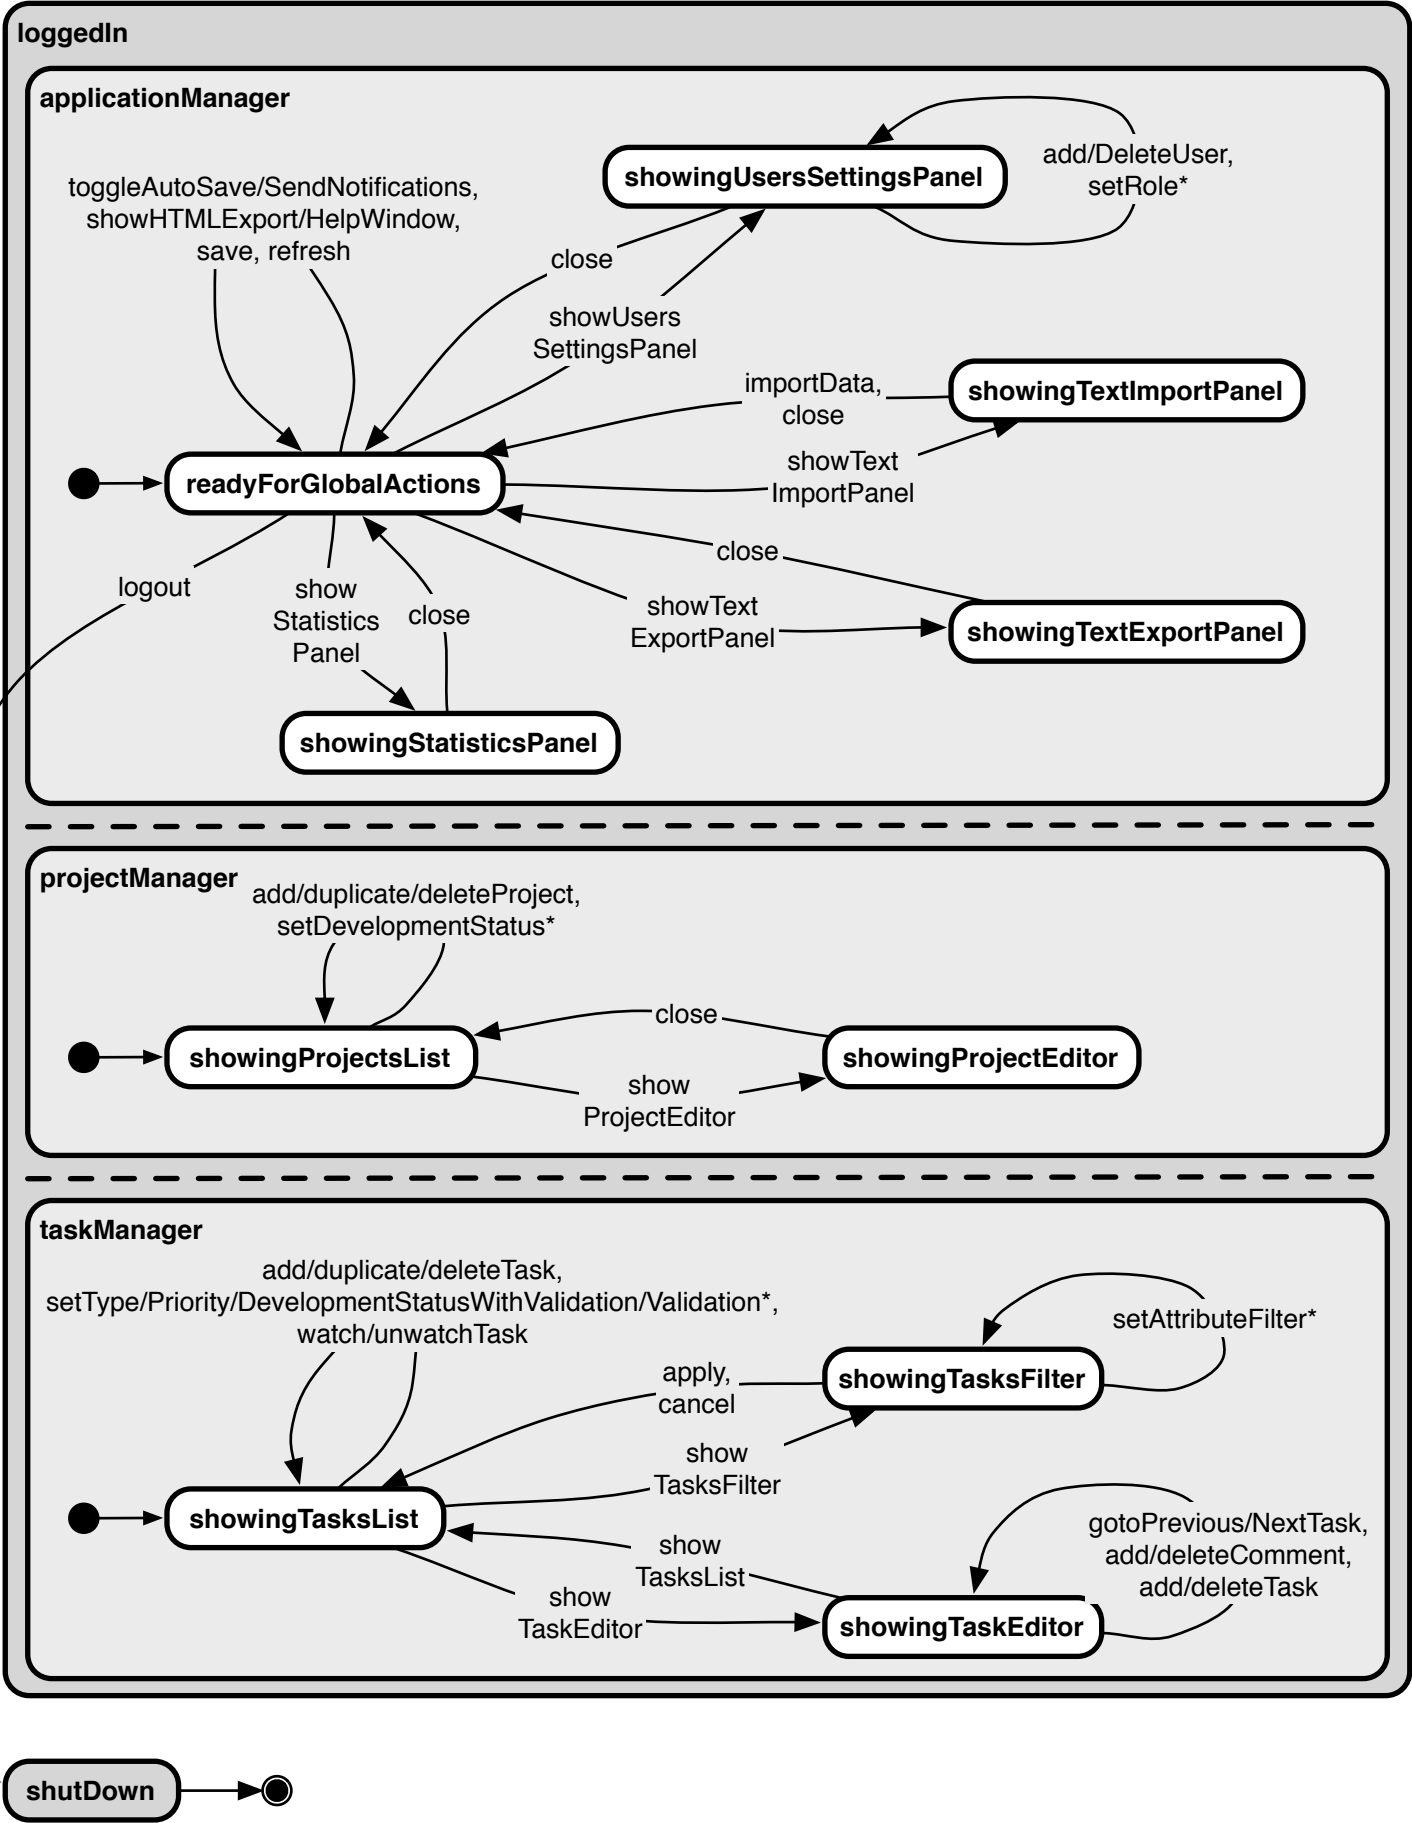 loggedIn
applicationManager
add/DeleteUser,
setRole*
showingUsersSettingsPanel
toggleAutoSave/SendNotifications,
showHTMLExport/HelpWindow,
save, refresh
close
showUsers
SettingsPanel
importData,
close
showingTextImportPanel
showText
ImportPanel
readyForGlobalActions
close
logout
show
Statistics
Panel
close
showText
ExportPanel
showingTextExportPanel
showingStatisticsPanel
projectManager
add/duplicate/deleteProject,
setDevelopmentStatus*
close
showingProjectsList
showingProjectEditor
show
ProjectEditor
taskManager
add/duplicate/deleteTask,
setType/Priority/DevelopmentStatusWithValidation/Validation*,
watch/unwatchTask
setAttributeFilter*
apply,
cancel
showingTasksFilter
show
TasksFilter
showingTasksList
gotoPrevious/NextTask,
add/deleteComment,
add/deleteTask
show
TasksList
show
TaskEditor
showingTaskEditor
shutDown